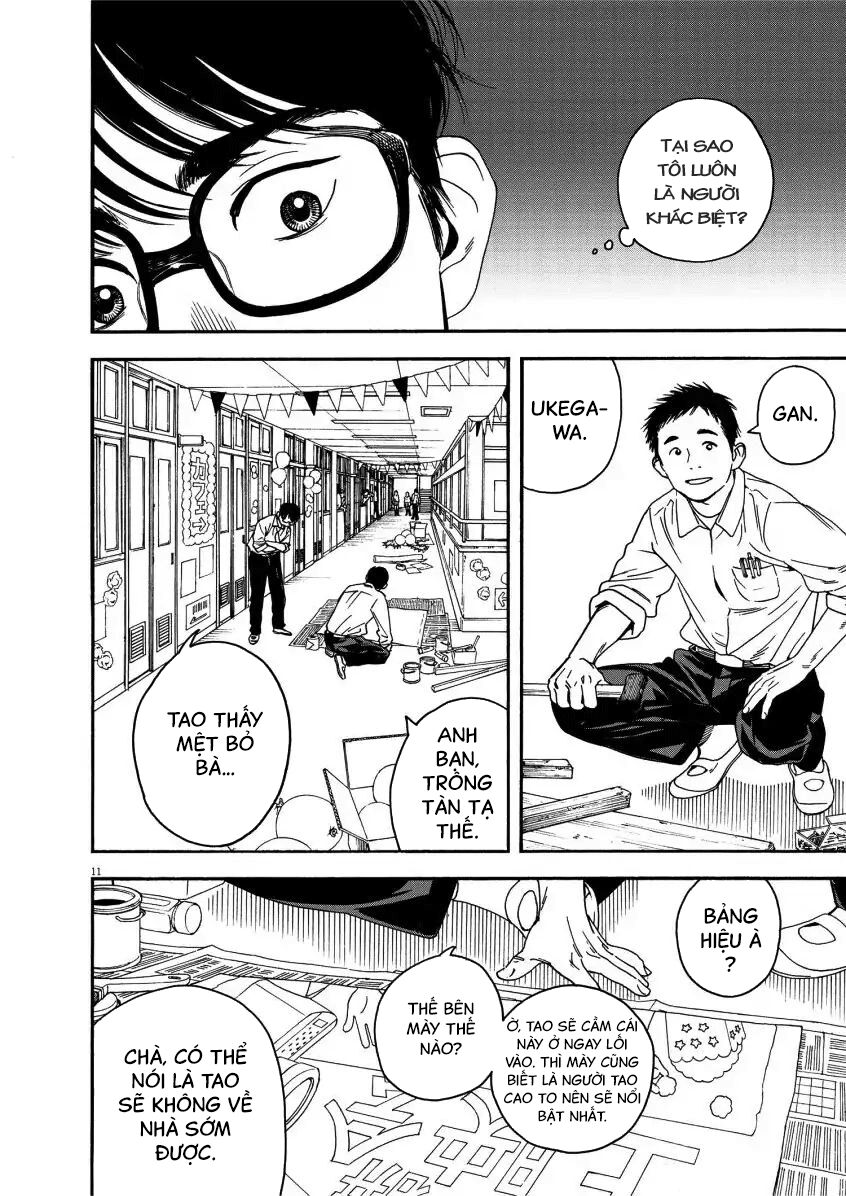 TẠI SAO
TÔI LUÔN
LÀ NGƯỜI
KHÁC BIỆT?
GAN.
UKEGA-
WA.
カフェ→
ANH
BẠN,
TRÔNG
TÀN TẠ
THẾ.
TAO THẤY
MỆT BỎ
BÀ...
11
BẢNG
HIỆU À
?
Ờ, TAO SẼ CẦM CÁI
NÀY Ở NGAY LỐI
VÀO. THÌ MÀY CŨNG
BIẾT LÀ NGƯỜI TAO
CAO TO NÊN SẼ NỔI
BẬT NHẤT.
THẾ BÊN
MÀY THẾ
NÀO?
CHÀ, CÓ THỂ
NÓI LÀ TAO
SẼ KHÔNG VỀ
NHÀ SỚM
ĐƯỢC.